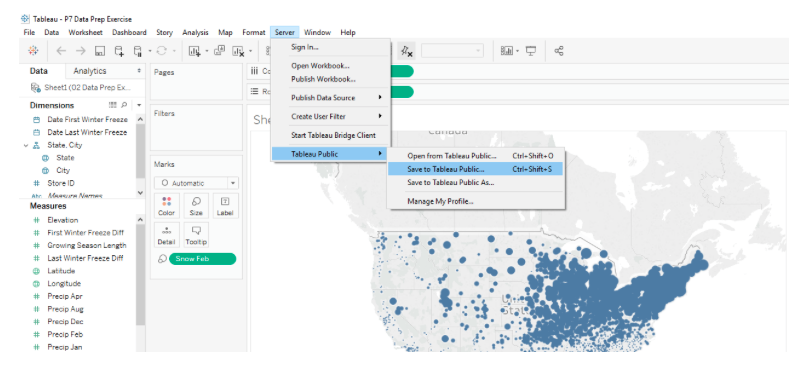 Tableau - P7 Data Prep Exercise
File Data Worksheet Dashboard Story Analysis Map Format Server Window Help
Data Analytics
Sheet1 (02 Data Prep Ex...
Dimensions
Date First Winter Freeze
Date Last Winter Freeze
State, City
State
City
Store ID
Abc Measure Names
Measures
Elevation
First Winter Freeze Diff
Growing Season Length
Last Winter Freeze Diff
Latitude
Longitude
Precip Apr
Precip Aug
Precip Dec
Precip Feb
Precip Jan
Pages
Filters
Marks
Automatic
Color Size Label
Detail Tooltip
Snow Feb
Co
Ro
She
Sign In...
Open Workbook...
Publish Workbook...
Publish Data Source
Create User Filter
Start Tableau Bridge Client
Tableau Public
Open from Tableau Public... Ctrl+Shift+O
Save to Tableau Public... Ctrl+Shift+S
Save to Tableau Public As...
Manage My Profile...
Canada